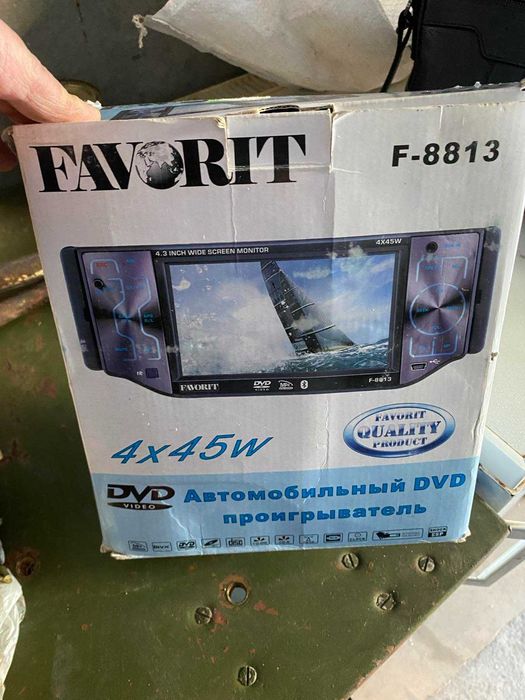 FAVORIT
F-8813
4.3 INCH WIDE SCREEN MONITOR
4X45W
FAVORIT
DVD
VIDEO
F-8813
FAVORIT
QUALITY
PRODUCT
4x45w
DVD
VIDEO
Автомобильный DVD
проигрыватель